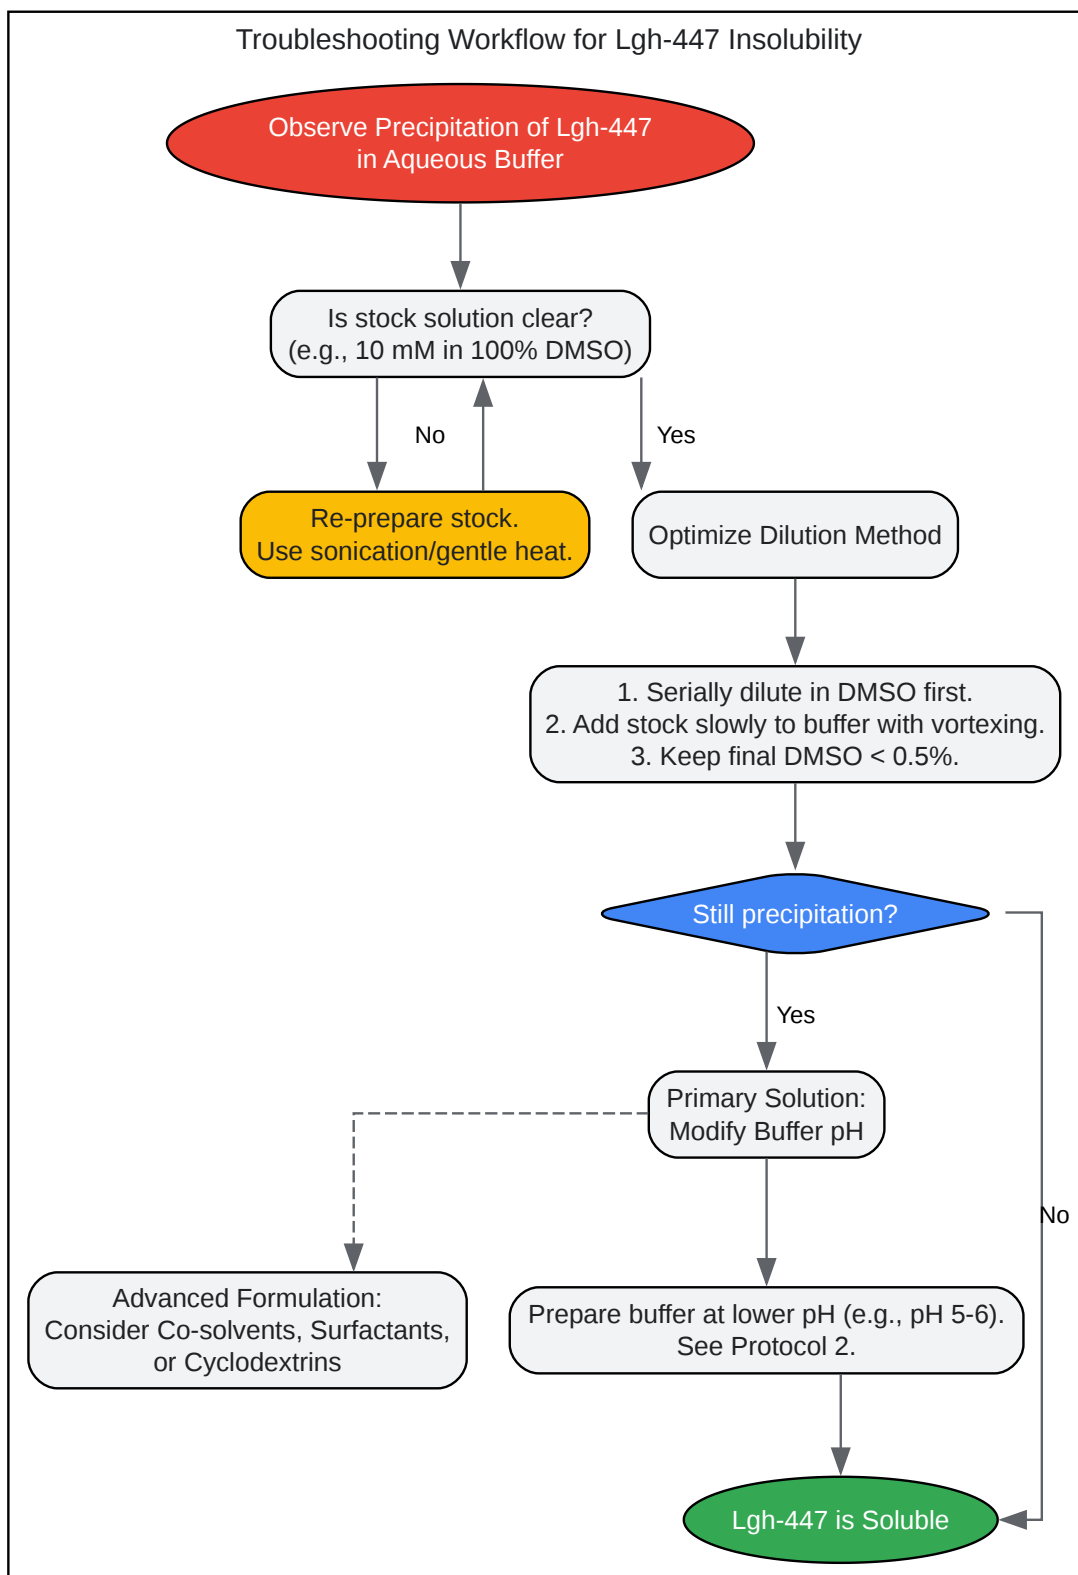 Troubleshooting Workflow for Lgh-447 Insolubility
Observe Precipitation of Lgh-447
in Aqueous Buffer
Is stock solution clear?
(e.g., 10 mM in 100% DMSO)
No
Yes
Re-prepare stock.
Use sonication/gentle heat.
Optimize Dilution Method
1. Serially dilute in DMSO first.
2. Add stock slowly to buffer with vortexing.
3. Keep final DMSO < 0.5%.
Still precipitation?
Yes
Primary Solution:
Modify Buffer pH
No
Advanced Formulation:
Consider Co-solvents, Surfactants,
or Cyclodextrins
Prepare buffer at lower pH (e.g., pH 5-6).
See Protocol 2.
Lgh-447 is Soluble